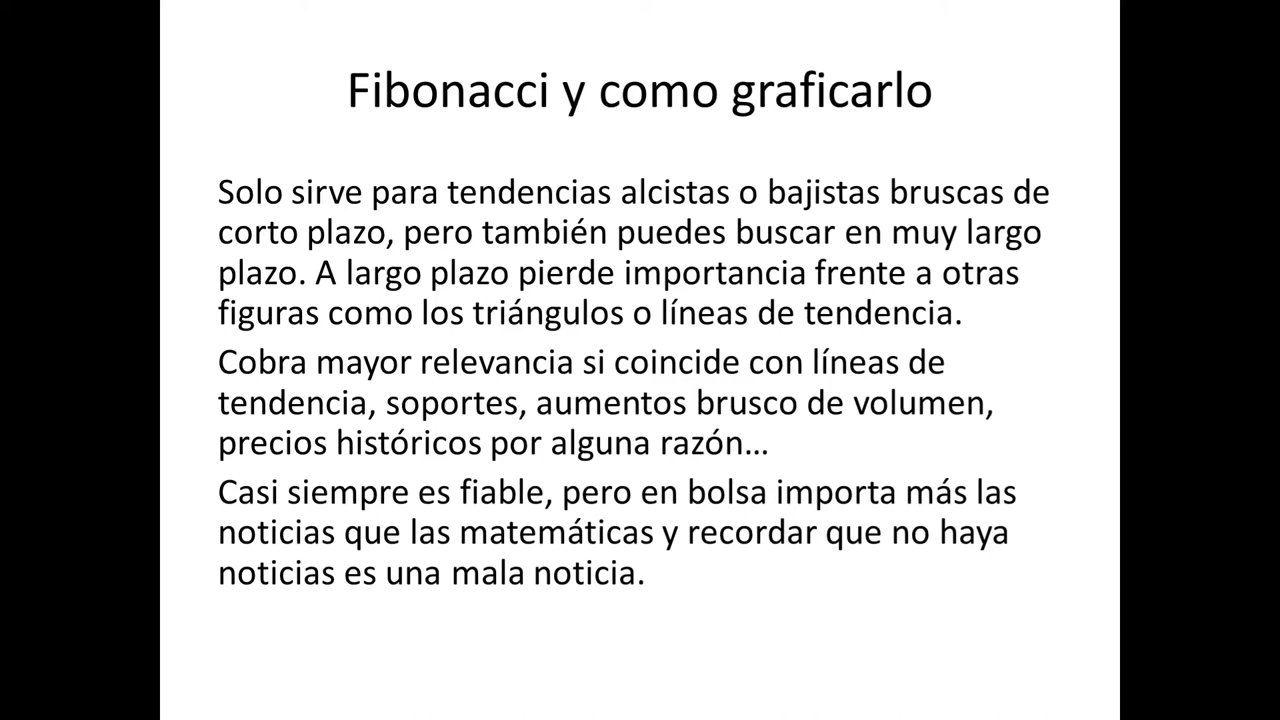 Fibonacci y como graficarlo
Solo sirve para tendencias alcistas o bajistas bruscas de
corto plazo, pero también puedes buscar en muy largo
plazo. A largo plazo pierde importancia frente a otras
figuras como los triángulos o líneas de tendencia.
Cobra mayor relevancia si coincide con líneas de
tendencia, soportes, aumentos brusco de volumen,
precios históricos por alguna razón…
Casi siempre es fiable, pero en bolsa importa más las
noticias que las matemáticas y recordar que no haya
noticias es una mala noticia.